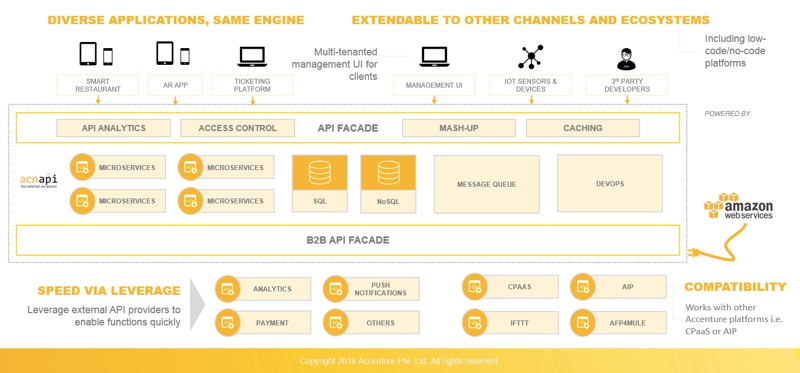 DIVERSE APPLICATIONS, SAME ENGINE
EXTENDABLE TO OTHER CHANNELS AND ECOSYSTEMS
Including low-
code/no-code
platforms
Multi-tenanted
management UI for
clients
SMART
RESTAURANT
AR APP
TICKETING
PLATFORM
MANAGEMENT UI
IOT SENSORS &
DEVICES
3rd PARTY
DEVELOPERS
POWERED BY
API ANALYTICS
ACCESS CONTROL
API FACADE
MASH-UP
CACHING
acnapi
MICROSERVICES
MICROSERVICES
MICROSERVICES
MICROSERVICES
SQL
NoSQL
MESSAGE QUEUE
DEVOPS
amazon
web services
B2B API FACADE
SPEED VIA LEVERAGE
Leverage external API providers to
enable functions quickly
ANALYTICS
PUSH
NOTIFICATIONS
PAYMENT
OTHERS
CPAAS
AIP
IFTTT
AFP4MULE
COMPATIBILITY
Works with other
Accenture platforms i.e.
CPaaS or AIP
Copyright 2018 Accenture Pte. Ltd. All rights reserved.